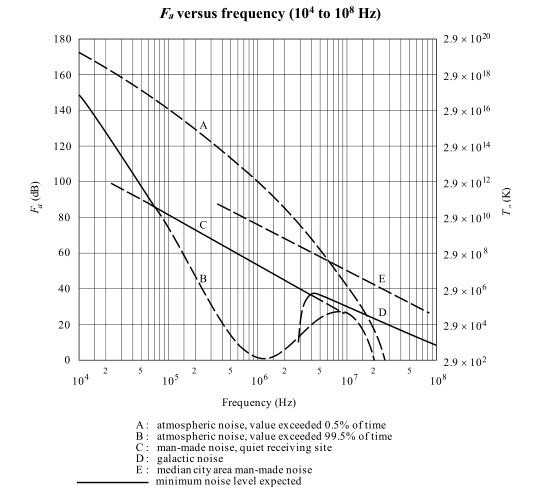 Fₐ versus frequency (10⁴ to 10⁸ Hz)
180
160
140
120
100
80
60
40
20
0
Fₐ (dB)
2.9 × 10²⁰
2.9 × 10¹⁸
2.9 × 10¹⁶
2.9 × 10¹⁴
2.9 × 10¹²
2.9 × 10¹⁰
2.9 × 10⁸
2.9 × 10⁶
2.9 × 10⁴
2.9 × 10²
(K)
A
C
B
E
D
10⁴ 2 5 10⁵ 2 5 10⁶ 2 5 10⁷ 2 5 10⁸
Frequency (Hz)
A : atmospheric noise, value exceeded 0.5% of time
B : atmospheric noise, value exceeded 99.5% of time
C : man-made noise, quiet receiving site
D : galactic noise
E : median city area man-made noise
minimum noise level expected